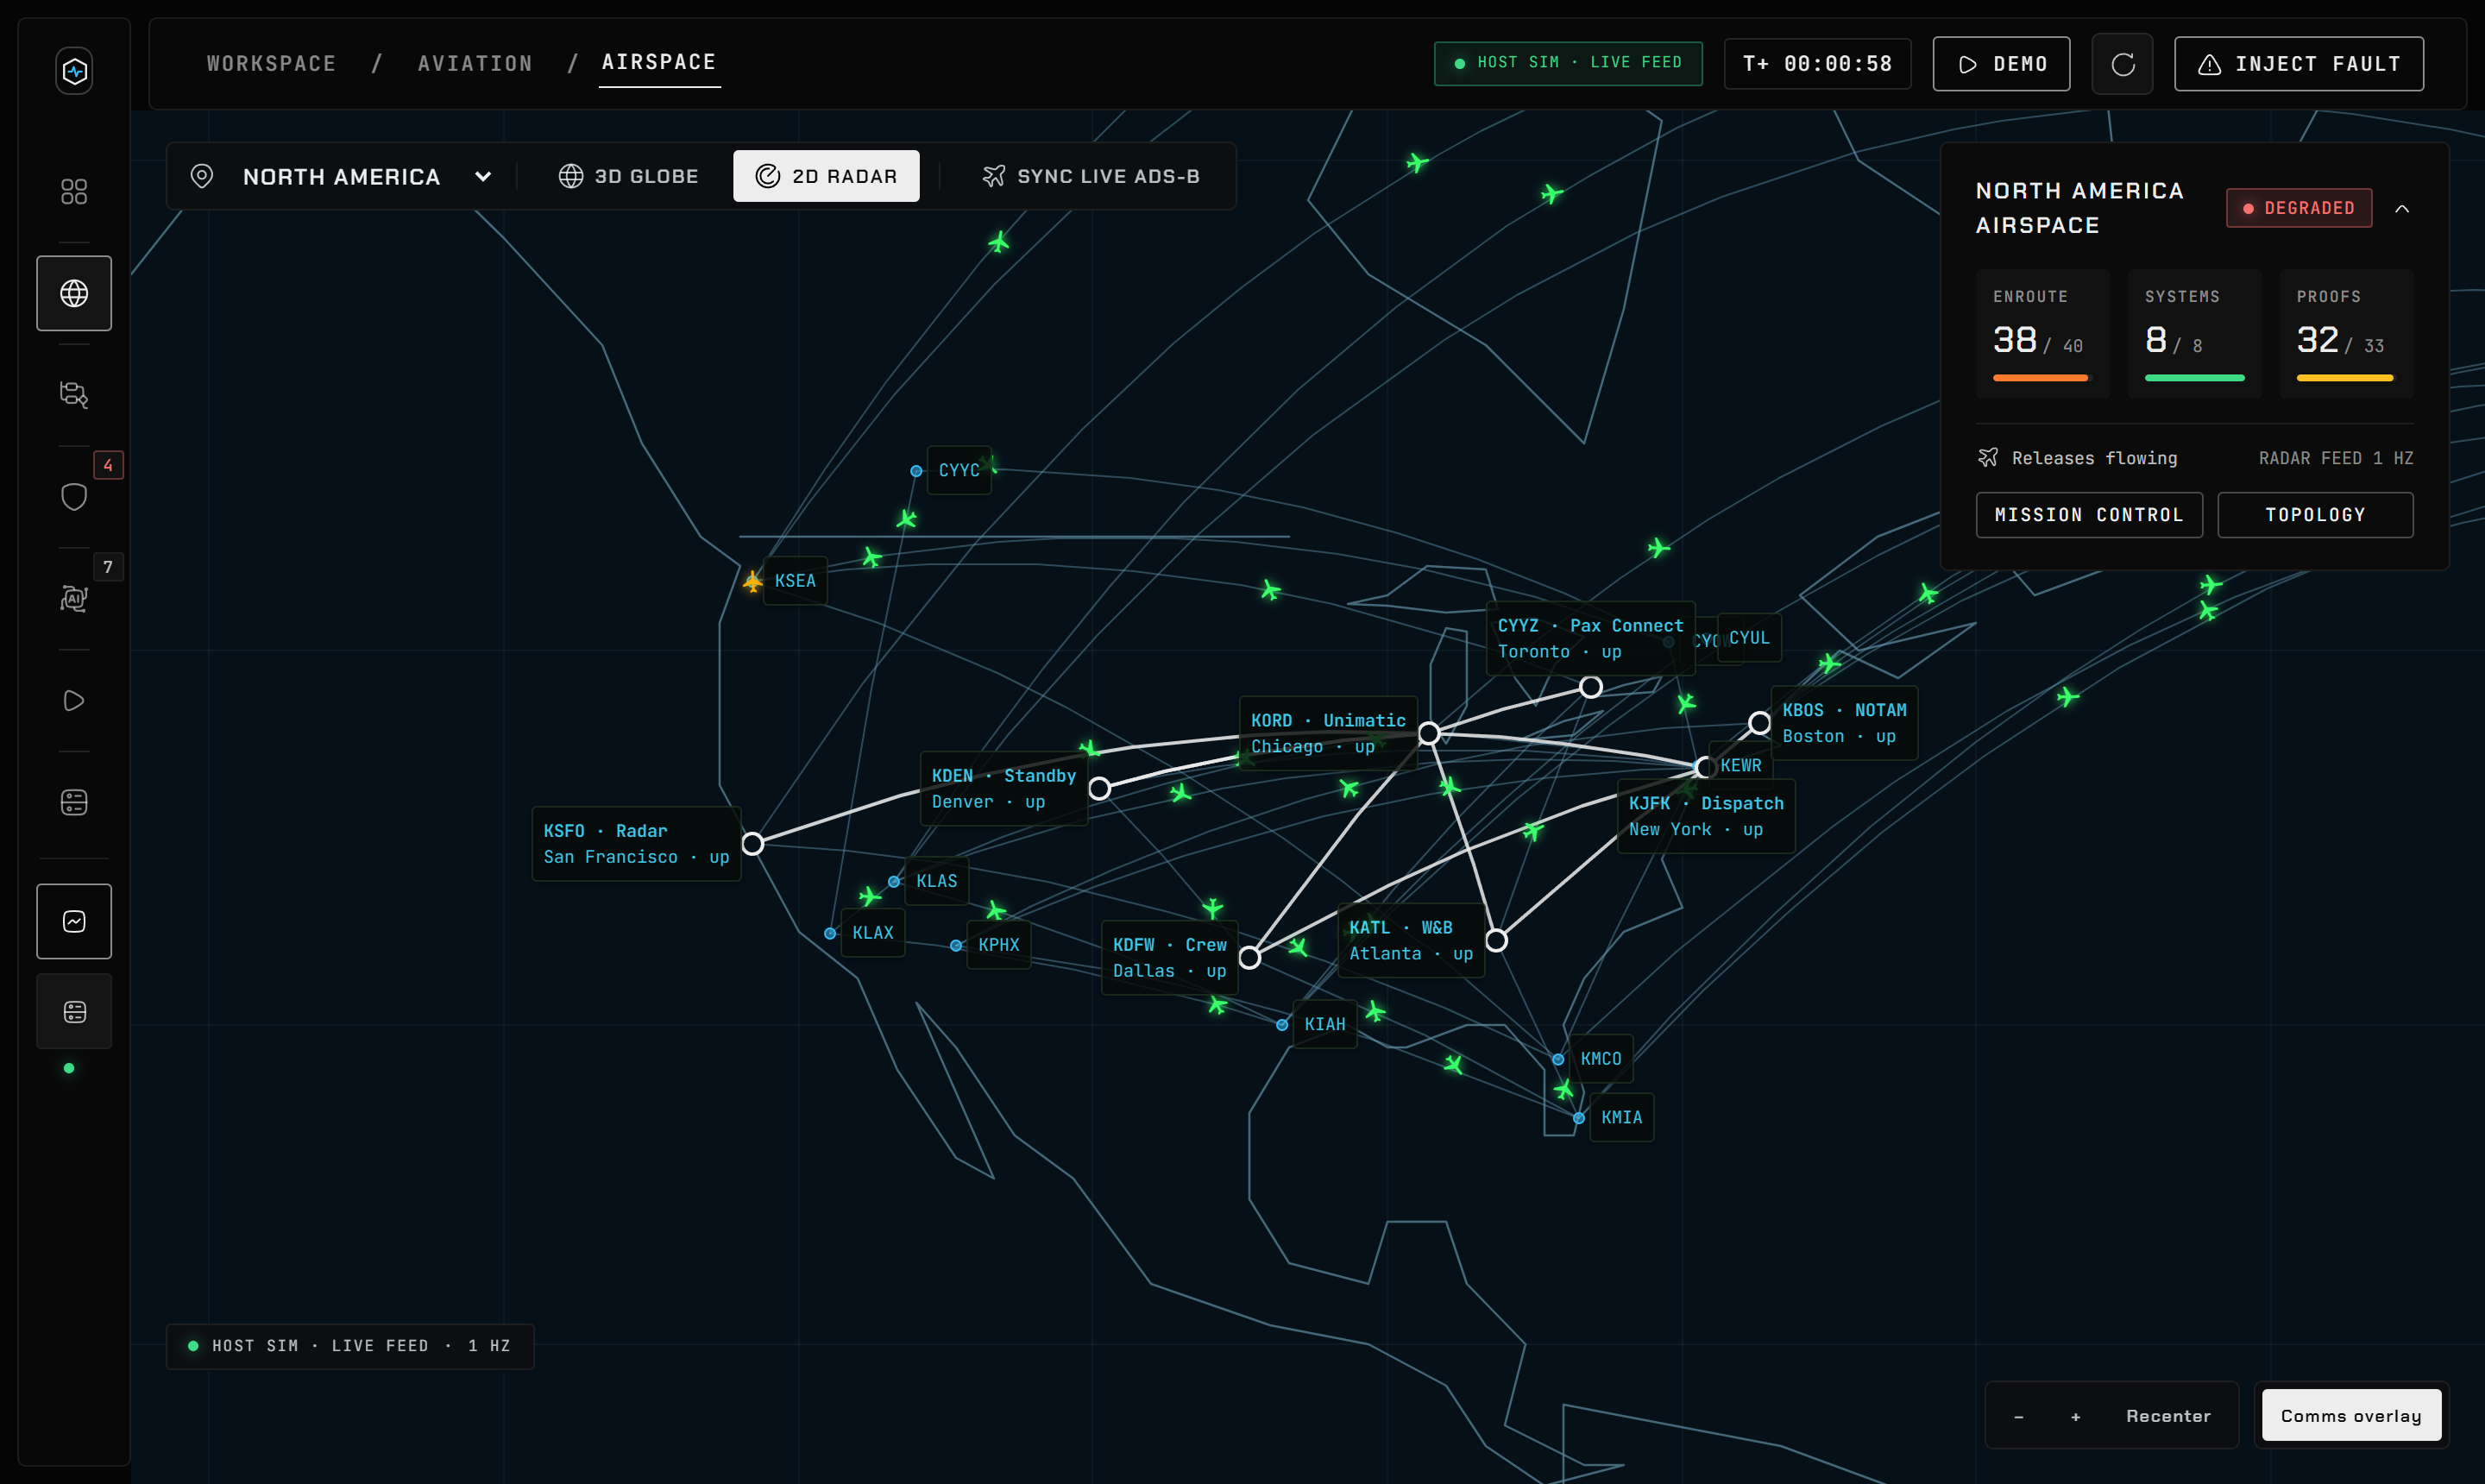 WORKSPACE / AVIATION / AIRSPACE
HOST SIM · LIVE FEED
T+ 00:00:58
DEMO
INJECT FAULT
NORTH AMERICA
3D GLOBE
2D RADAR
SYNC LIVE ADS-B
NORTH AMERICA
AIRSPACE
DEGRADED
ENROUTE
38 / 40
SYSTEMS
8 / 8
PROOFS
32 / 33
Releases flowing
RADAR FEED 1 HZ
MISSION CONTROL
TOPOLOGY
4
7
AI
CYYC
KSEA
CYYZ · Pax Connect
Toronto · up
CYUL
KORD · Unimatic
Chicago · up
KBOS · NOTAM
Boston · up
KDEN · Standby
Denver · up
KEWR
KJFK · Dispatch
New York · up
KSFO · Radar
San Francisco · up
KLAS
KLAX
KPHX
KDFW · Crew
Dallas · up
KATL · W&B
Atlanta · up
KIAH
KMCO
KMIA
HOST SIM · LIVE FEED · 1 HZ
−
+
Recenter
Comms overlay